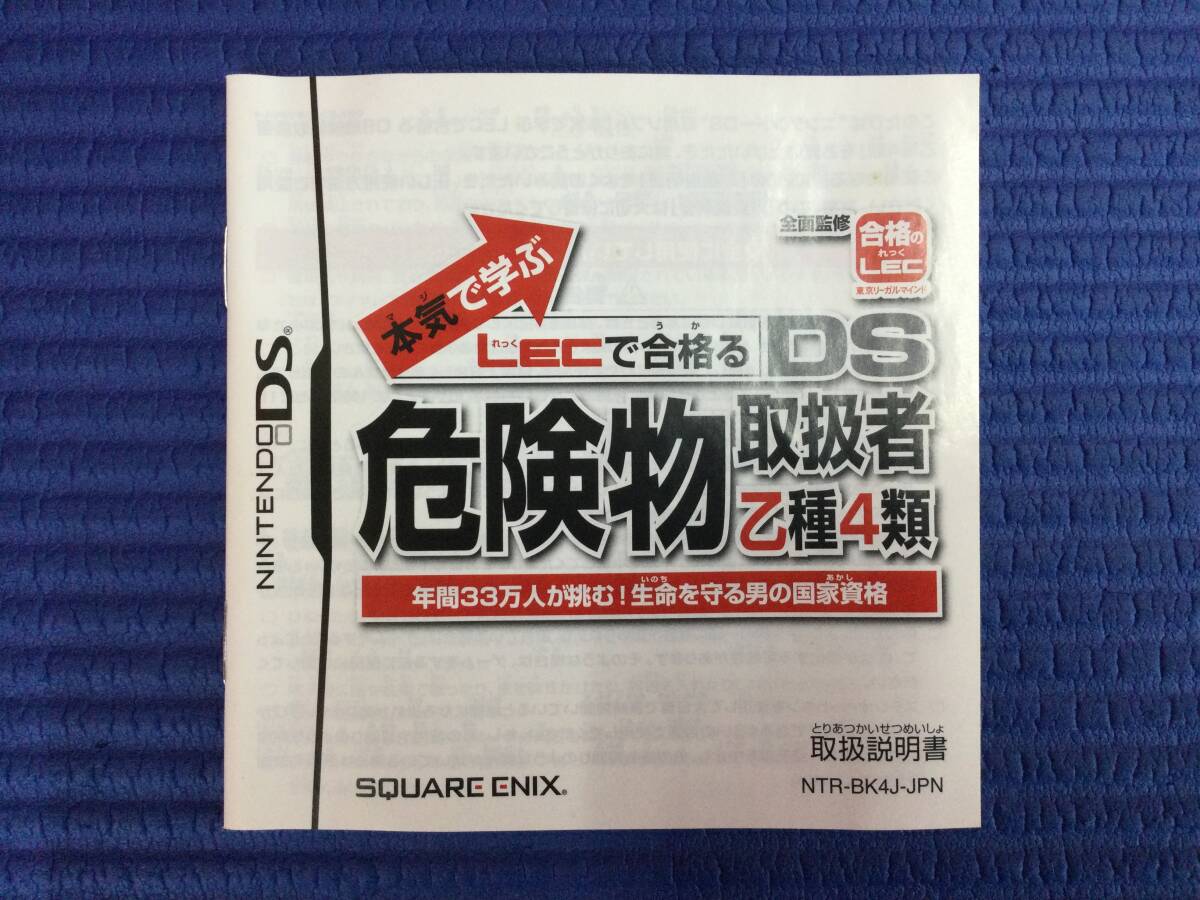 NINTENDO DS®
全面監修
合格の
れっく
LEC
東京リーガルマインド
マジ
本気で学ぶ
れっく うか
LECで合格る DS
危険物 取扱者
乙種4類
いのち あかし
年間33万人が挑む!生命を守る男の国家資格
とりあつかいせつめいしょ
取扱説明書
SQUARE ENIX®
NTR-BK4J-JPN